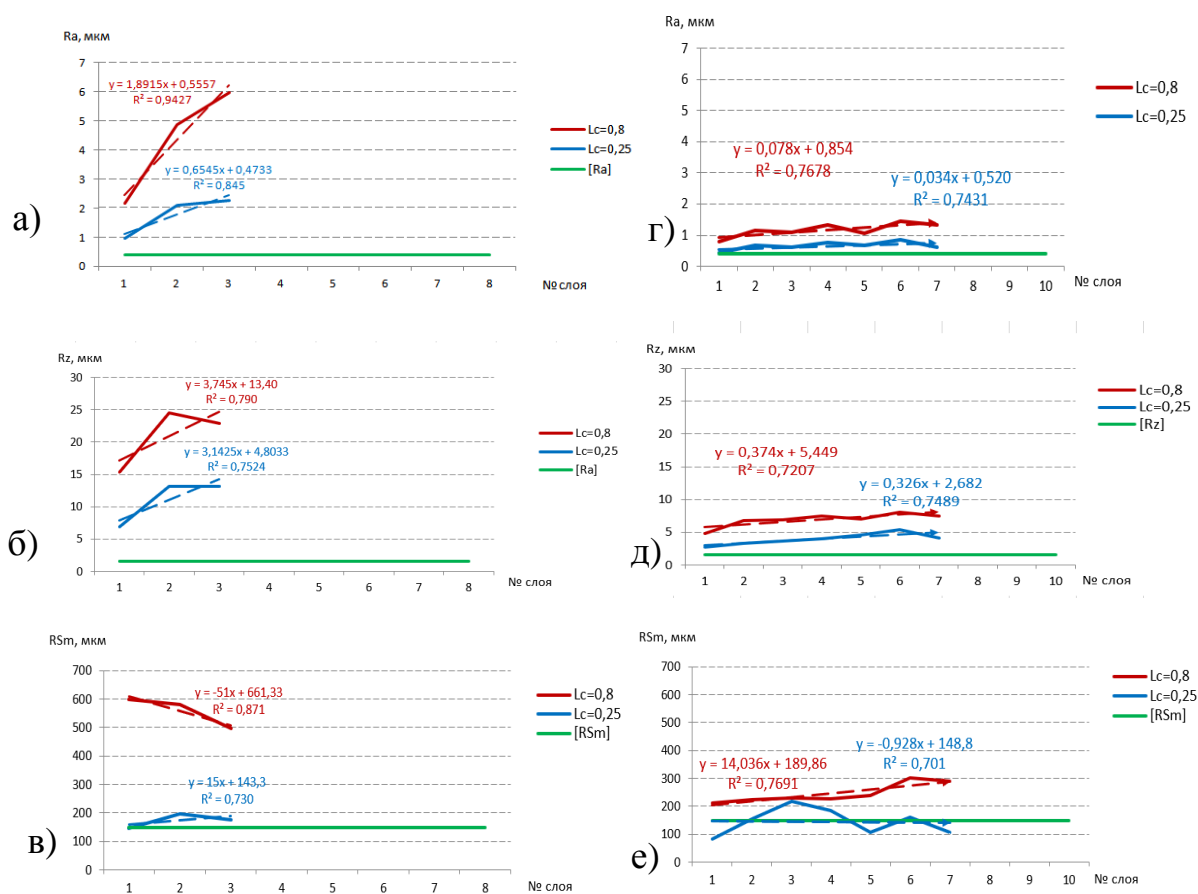 Ra, мкм
7
6
5
4
3
2
1
0
y = 1,8915x + 0,5557
R² = 0,9427
y = 0,6545x + 0,4733
R² = 0,845
Lc=0,8
Lc=0,25
[Ra]
1 2 3 4 5 6 7 8
№ слоя
а)
Ra, мкм
7
6
5
4
3
2
1
0
y = 0,078x + 0,854
R² = 0,7678
y = 0,034x + 0,520
R² = 0,7431
Lc=0,8
Lc=0,25
1 2 3 4 5 6 7 8 9 10
№ слоя
г)
Rz, мкм
30
25
20
15
10
5
0
y = 3,745x + 13,40
R² = 0,790
y = 3,1425x + 4,8033
R² = 0,7524
Lc=0,8
Lc=0,25
[Ra]
1 2 3 4 5 6 7 8
№ слоя
б)
Rz, мкм
30
25
20
15
10
5
0
y = 0,374x + 5,449
R² = 0,7207
y = 0,326x + 2,682
R² = 0,7489
Lc=0,8
Lc=0,25
[Rz]
1 2 3 4 5 6 7 8 9 10
№ слоя
д)
RSm, мкм
700
600
500
400
300
200
100
0
y = -51x + 661,33
R² = 0,871
y = 15x + 143,3
R² = 0,730
Lc=0,8
Lc=0,25
[RSm]
1 2 3 4 5 6 7 8
№ слоя
в)
RSm, мкм
700
600
500
400
300
200
100
0
y = 14,036x + 189,86
R² = 0,7691
y = -0,928x + 148,8
R² = 0,701
Lc=0,8
Lc=0,25
[RSm]
1 2 3 4 5 6 7 8 9 10
№ слоя
е)